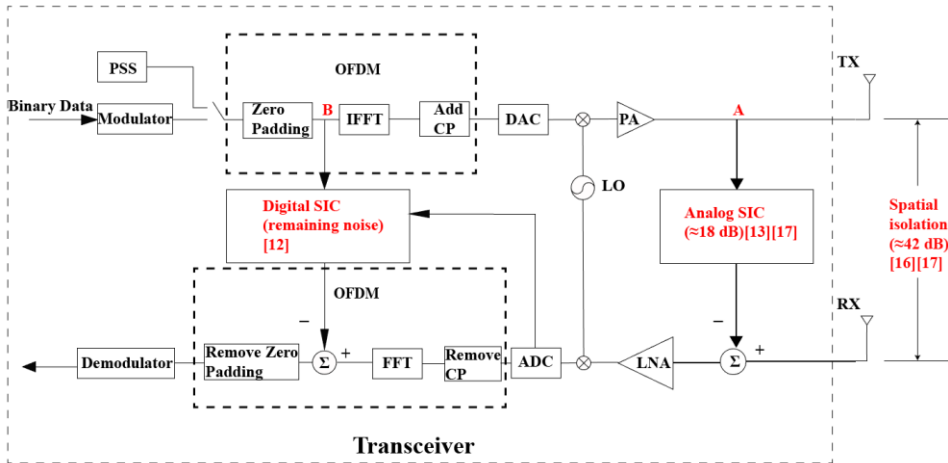 OFDM
TX
PSS
Binary Data
Modulator
Zero
Padding
B
IFFT
Add
CP
DAC
PA
A
LO
Digital SIC
(remaining noise)
[12]
Analog SIC
(≈18 dB)[13][17]
Spatial
isolation
(≈42 dB)
[16][17]
OFDM
RX
−
−
Demodulator
Remove Zero
Padding
Σ
+
FFT
Remove
CP
ADC
LNA
Σ
+
Transceiver